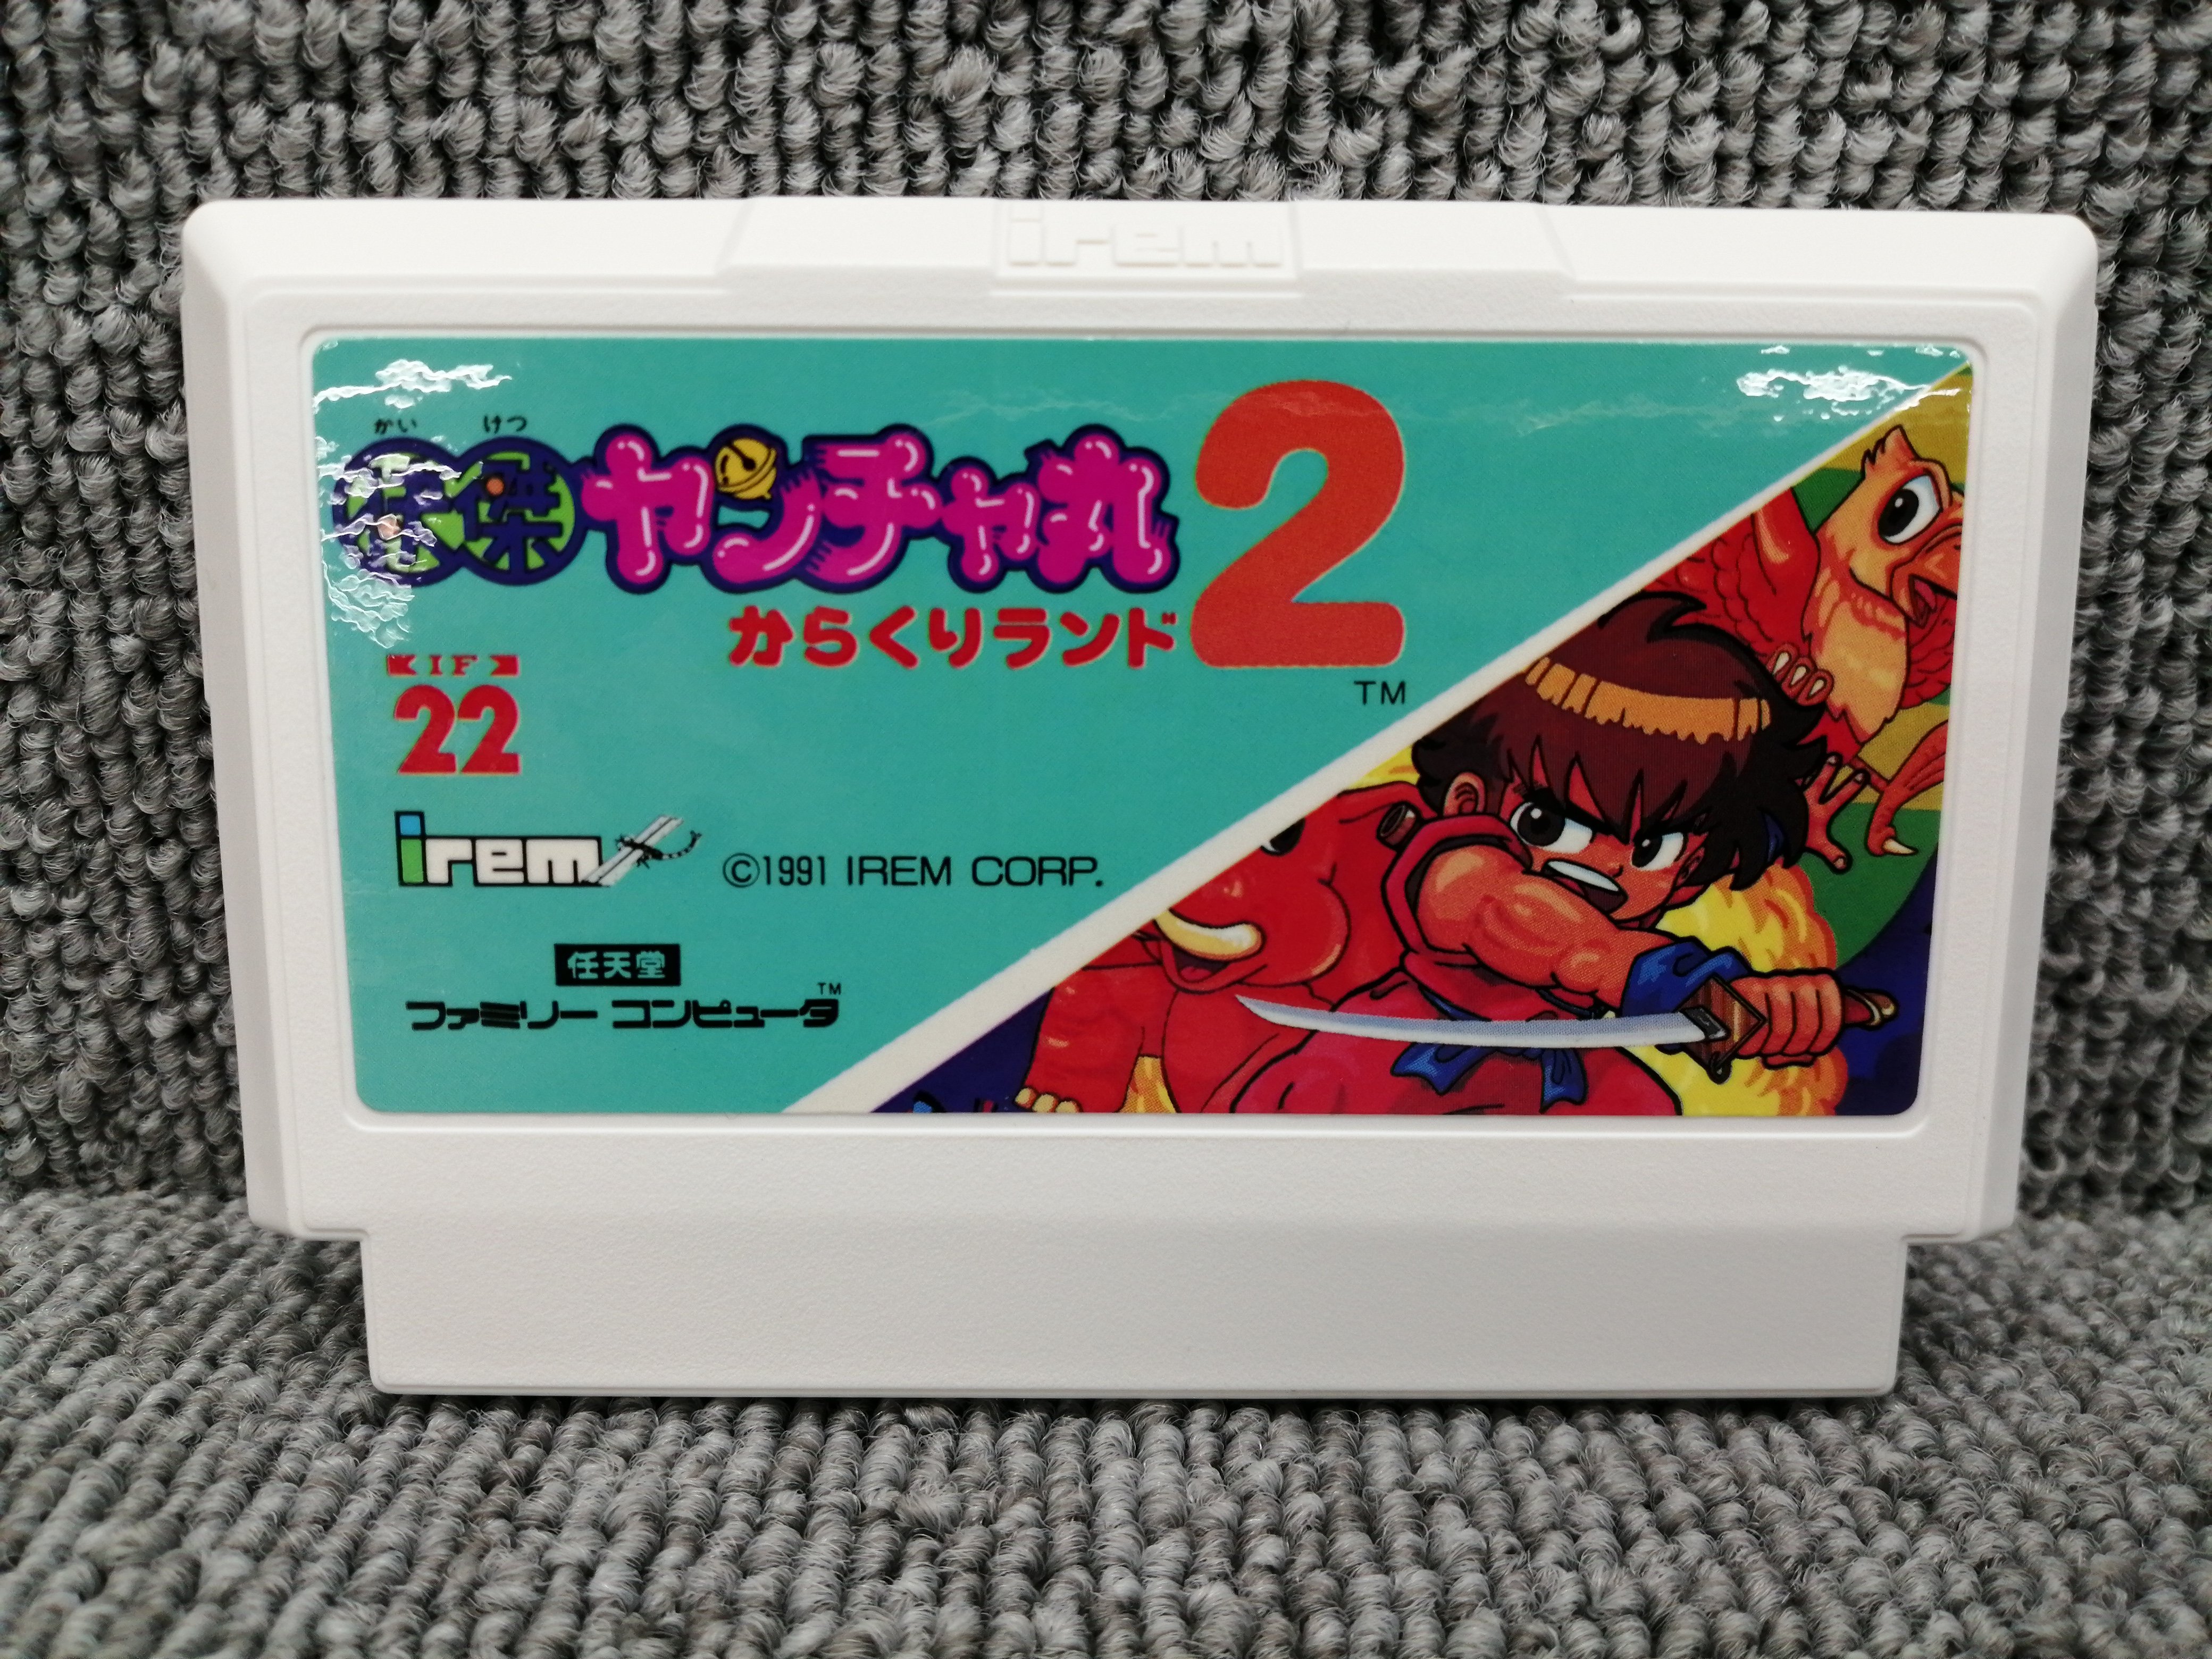 irem
かい けつ
快傑ヤンチャ丸2
からくりランド
TM
IF
22
irem
©1991 IREM CORP.
任天堂
ファミリー コンピュータ TM